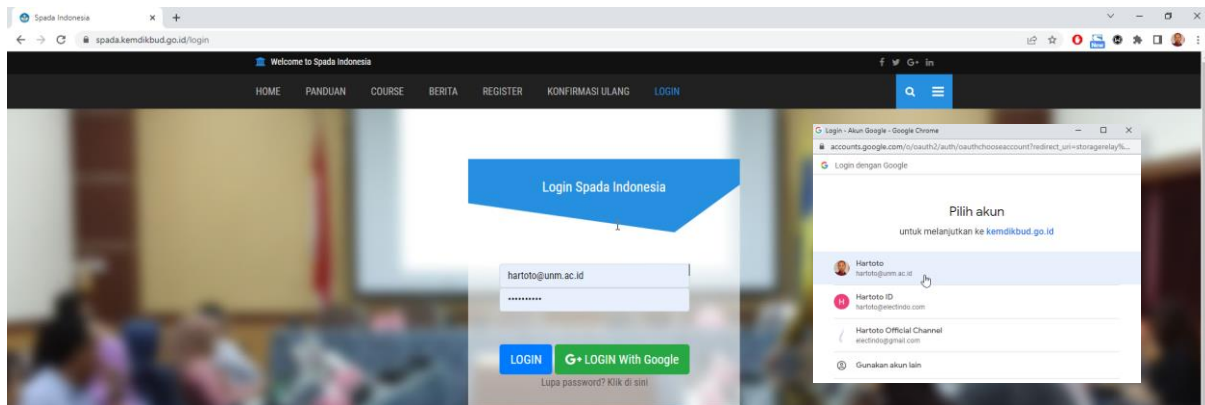 Spada Indonesia
spada.kemdikbud.go.id/login
New
Welcome to Spada Indonesia
HOME PANDUAN COURSE BERITA REGISTER KONFIRMASI ULANG LOGIN
Login Spada Indonesia
hartoto@unm.ac.id
••••••••••
LOGIN
G+ LOGIN With Google
Lupa password? Klik di sini
Login - Akun Google - Google Chrome
accounts.google.com/o/oauth2/auth/oauthchooseaccount?redirect_uri=storagerelay%...
Login dengan Google
Pilih akun
untuk melanjutkan ke kemdikbud.go.id
Hartoto
hartoto@unm.ac.id
H
Hartoto ID
hartoto@electindo.com
Hartoto Official Channel
electindo@gmail.com
Gunakan akun lain